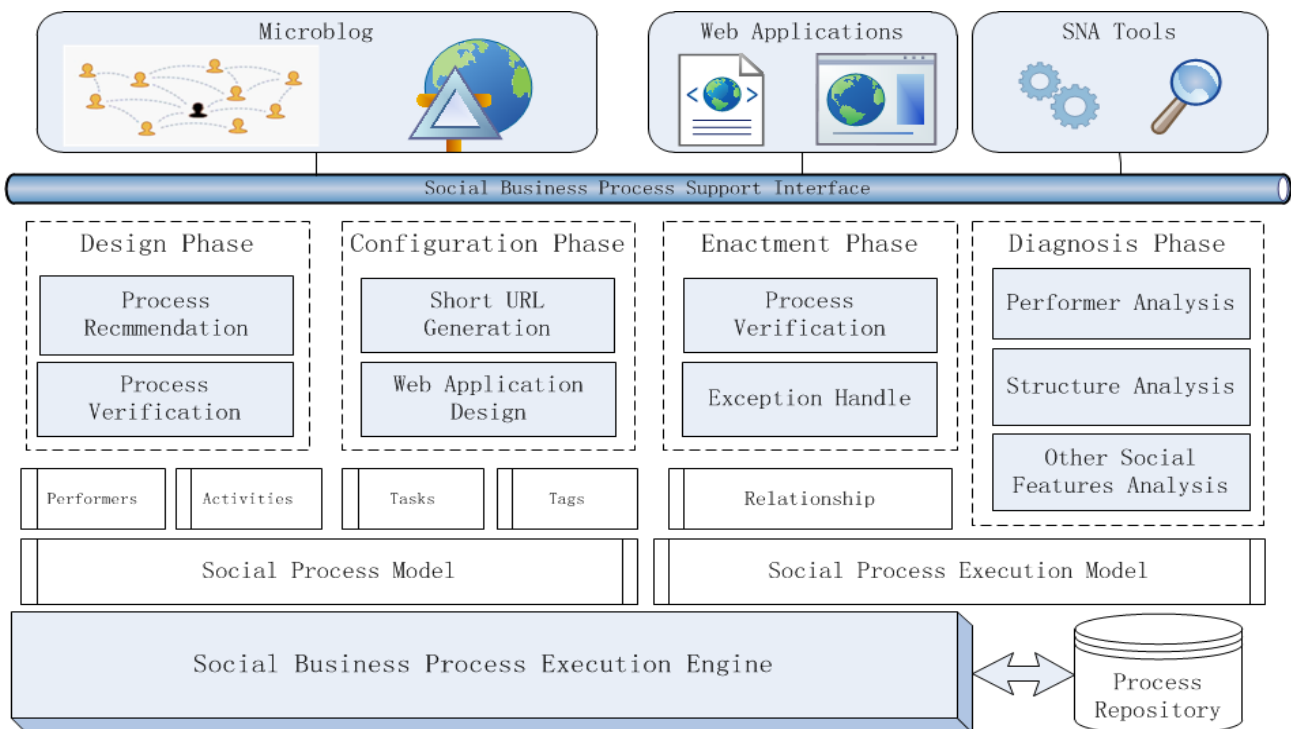 Microblog
Web Applications
SNA Tools
Social Business Process Support Interface
Design Phase
Process
Recmmendation
Process
Verification
Configuration Phase
Short URL
Generation
Web Application
Design
Enactment Phase
Process
Verification
Exception Handle
Diagnosis Phase
Performer Analysis
Structure Analysis
Other Social
Features Analysis
Performers
Activities
Tasks
Tags
Relationship
Social Process Model
Social Process Execution Model
Social Business Process Execution Engine
Process
Repository